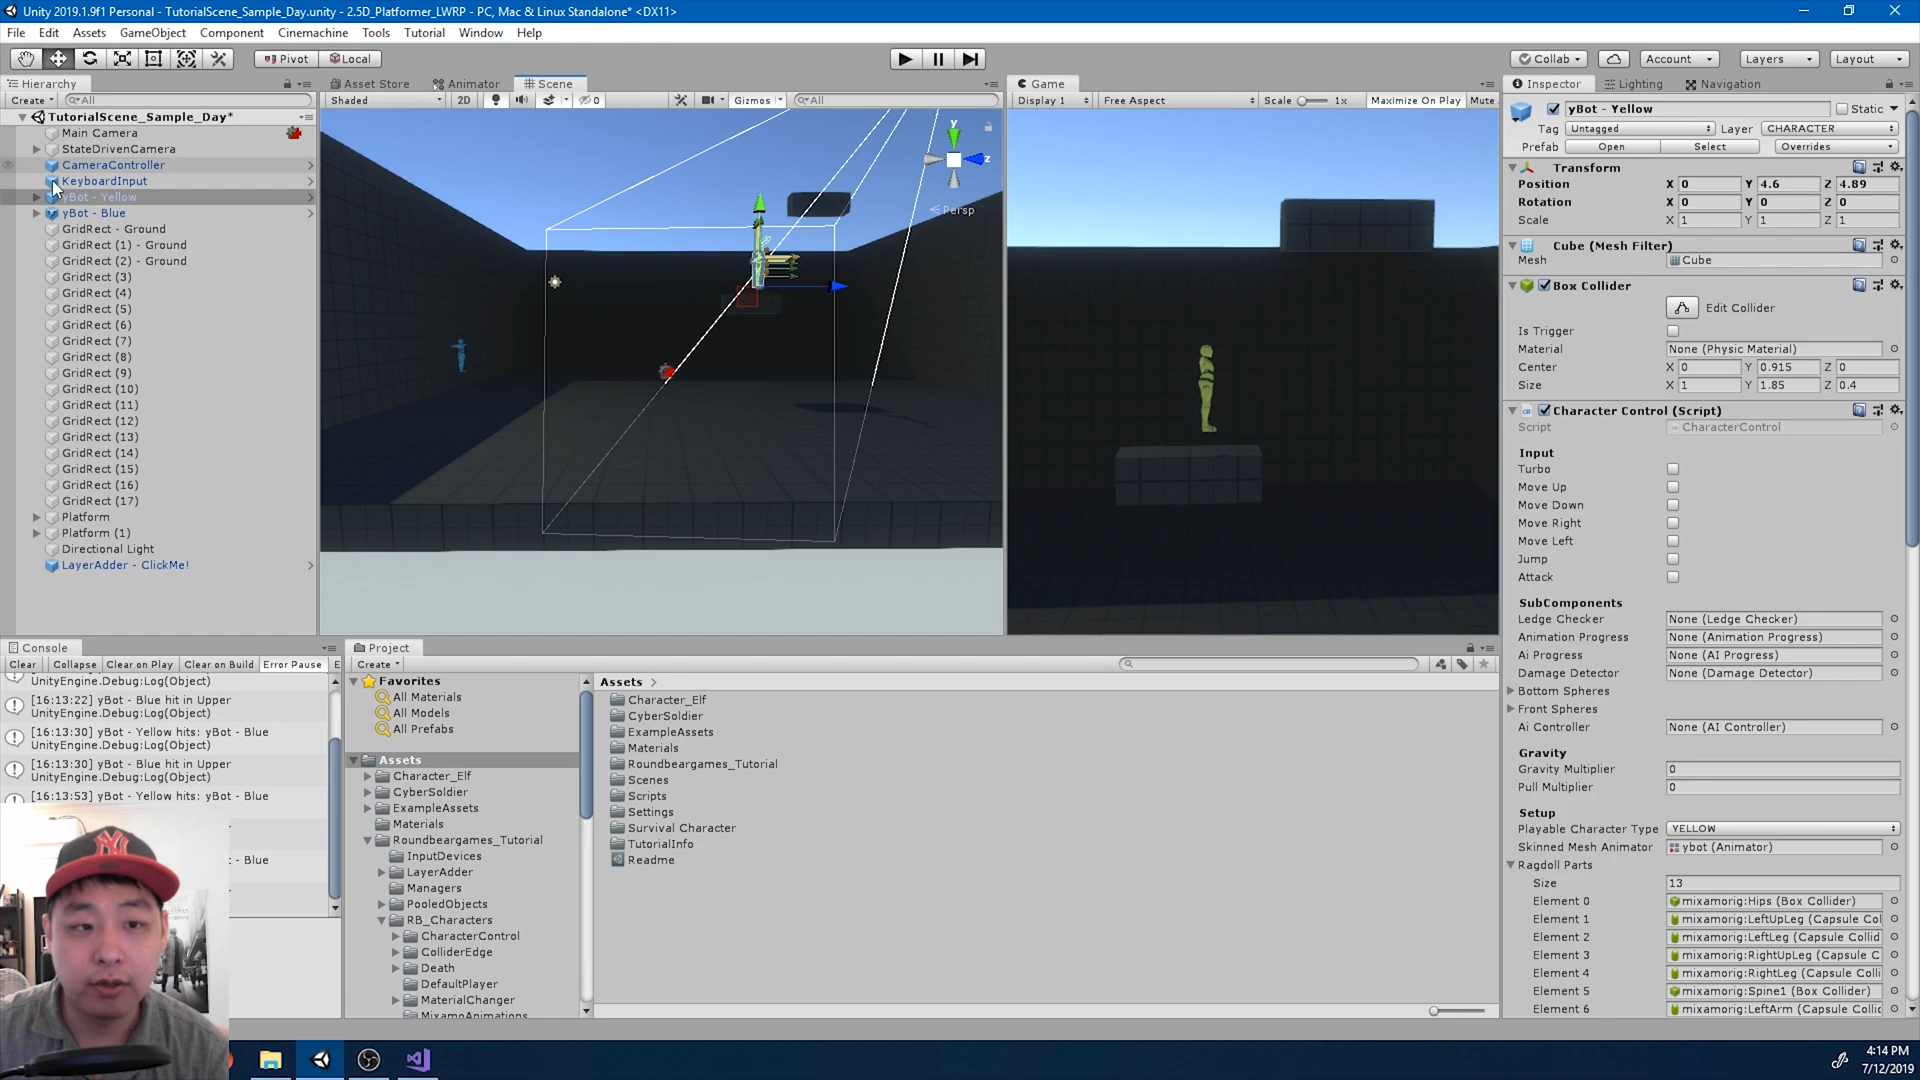 Unity 2019.1.9f1 Personal - TutorialScene_Sample_Day.unity - 2.5D_Platformer_LWRP - PC, Mac & Linux Standalone* <DX11>
File Edit Assets GameObject Component Cinemachine Tools Tutorial Window Help
Pivot Local Collab Account Layers Layout
Hierarchy
Create All
TutorialScene_Sample_Day*
Main Camera
StateDrivenCamera
CameraController
KeyboardInput
yBot - Yellow
yBot - Blue
GridRect - Ground
GridRect (1) - Ground
GridRect (2) - Ground
GridRect (3)
GridRect (4)
GridRect (5)
GridRect (6)
GridRect (7)
GridRect (8)
GridRect (9)
GridRect (10)
GridRect (11)
GridRect (12)
GridRect (13)
GridRect (14)
GridRect (15)
GridRect (16)
GridRect (17)
Platform
Platform (1)
Directional Light
LayerAdder - ClickMe!
Asset Store Animator Scene
Shaded 2D 0 Gizmos All
y
z
Persp
Game
Display 1 Free Aspect Scale 1x Maximize On Play Mute
Inspector Lighting Navigation
yBot - Yellow Static
Tag Untagged Layer CHARACTER
Prefab Open Select Overrides
Transform
Position X 0 Y 4.6 Z 4.89
Rotation X 0 Y 0 Z 0
Scale X 1 Y 1 Z 1
Cube (Mesh Filter)
Mesh Cube
Box Collider
Edit Collider
Is Trigger
Material None (Physic Material)
Center X 0 Y 0.915 Z 0
Size X 1 Y 1.85 Z 0.4
Character Control (Script)
Script CharacterControl
Input
Turbo
Move Up
Move Down
Move Right
Move Left
Jump
Attack
SubComponents
Ledge Checker None (Ledge Checker)
Animation Progress None (Animation Progress)
Ai Progress None (AI Progress)
Damage Detector None (Damage Detector)
Bottom Spheres
Front Spheres
Ai Controller None (AI Controller)
Gravity
Gravity Multiplier 0
Pull Multiplier 0
Setup
Playable Character Type YELLOW
Skinned Mesh Animator ybot (Animator)
Ragdoll Parts
Size 13
Element 0 mixamorig:Hips (Box Collider)
Element 1 mixamorig:LeftUpLeg (Capsule Col
Element 2 mixamorig:LeftLeg (Capsule Collid
Element 3 mixamorig:RightUpLeg (Capsule C
Element 4 mixamorig:RightLeg (Capsule Colli
Element 5 mixamorig:Spine1 (Box Collider)
Element 6 mixamorig:LeftArm (Capsule Collic
Console
Clear Collapse Clear on Play Clear on Build Error Pause E
UnityEngine.Debug:Log(Object)
[16:13:22] yBot - Blue hit in Upper
UnityEngine.Debug:Log(Object)
[16:13:30] yBot - Yellow hits: yBot - Blue
UnityEngine.Debug:Log(Object)
[16:13:30] yBot - Blue hit in Upper
UnityEngine.Debug:Log(Object)
[16:13:53] yBot - Yellow hits: yBot - Blue
t - Blue
Project
Create
Favorites
All Materials
All Models
All Prefabs
Assets
Character_Elf
CyberSoldier
ExampleAssets
Materials
Roundbeargames_Tutorial
InputDevices
LayerAdder
Managers
PooledObjects
RB_Characters
CharacterControl
ColliderEdge
Death
DefaultPlayer
MaterialChanger
MixamoAnimations
Assets
Character_Elf
CyberSoldier
ExampleAssets
Materials
Roundbeargames_Tutorial
Scenes
Scripts
Settings
Survival Character
TutorialInfo
Readme
4:14 PM
7/12/2019